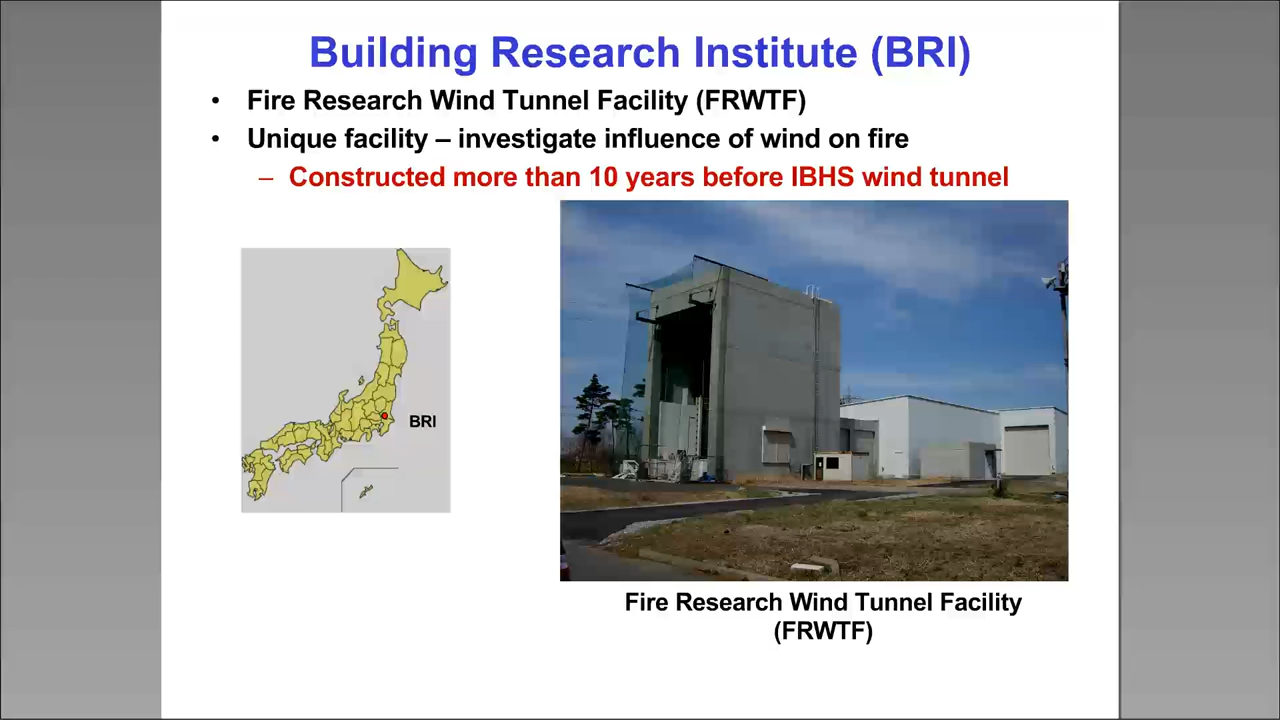 Building Research Institute (BRI)
• Fire Research Wind Tunnel Facility (FRWTF)
• Unique facility – investigate influence of wind on fire
– Constructed more than 10 years before IBHS wind tunnel
BRI
Fire Research Wind Tunnel Facility
(FRWTF)